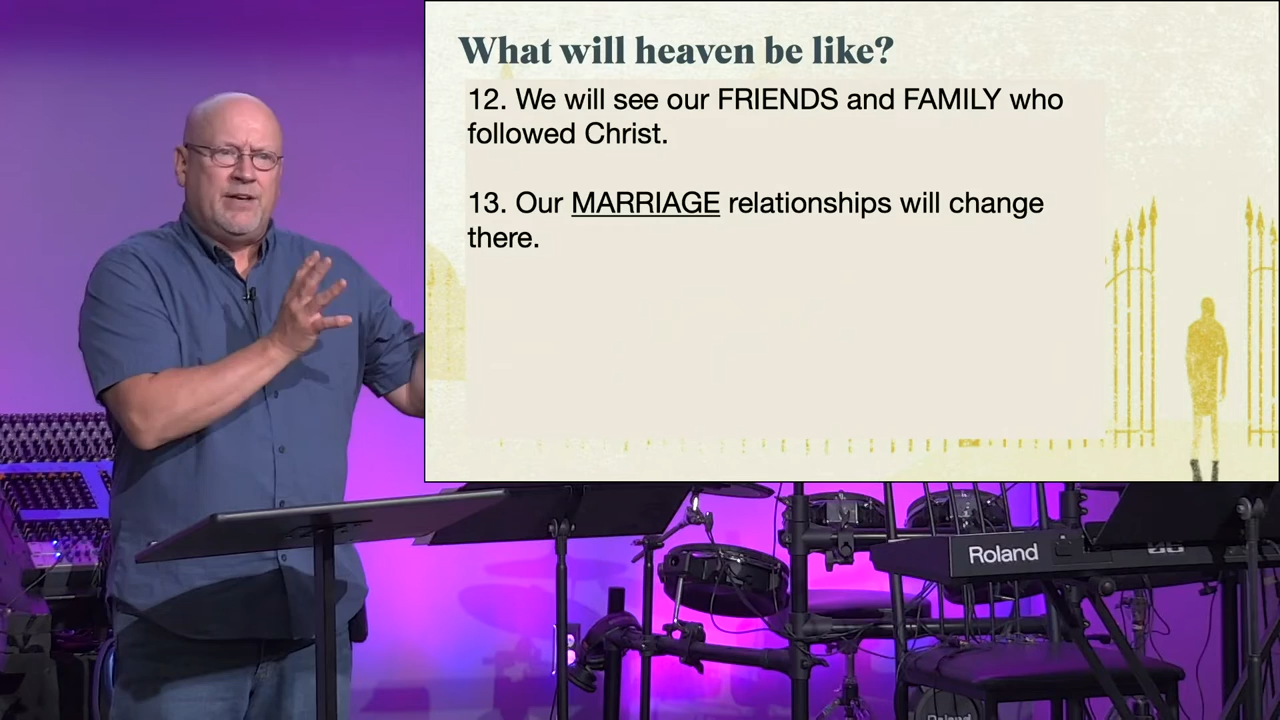 What will heaven be like?
12. We will see our FRIENDS and FAMILY who
followed Christ.
13. Our MARRIAGE relationships will change
there.
Roland
Roland